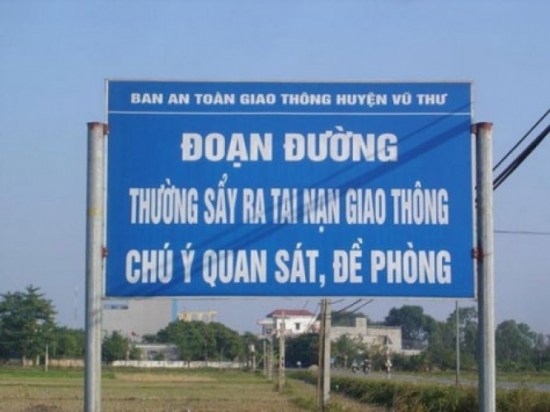 BAN AN TOÀN GIAO THÔNG HUYỆN VŨ THƯ
ĐOẠN ĐƯỜNG
THƯỜNG SẨY RA TAI NẠN GIAO THÔNG
CHÚ Ý QUAN SÁT, ĐỀ PHÒNG